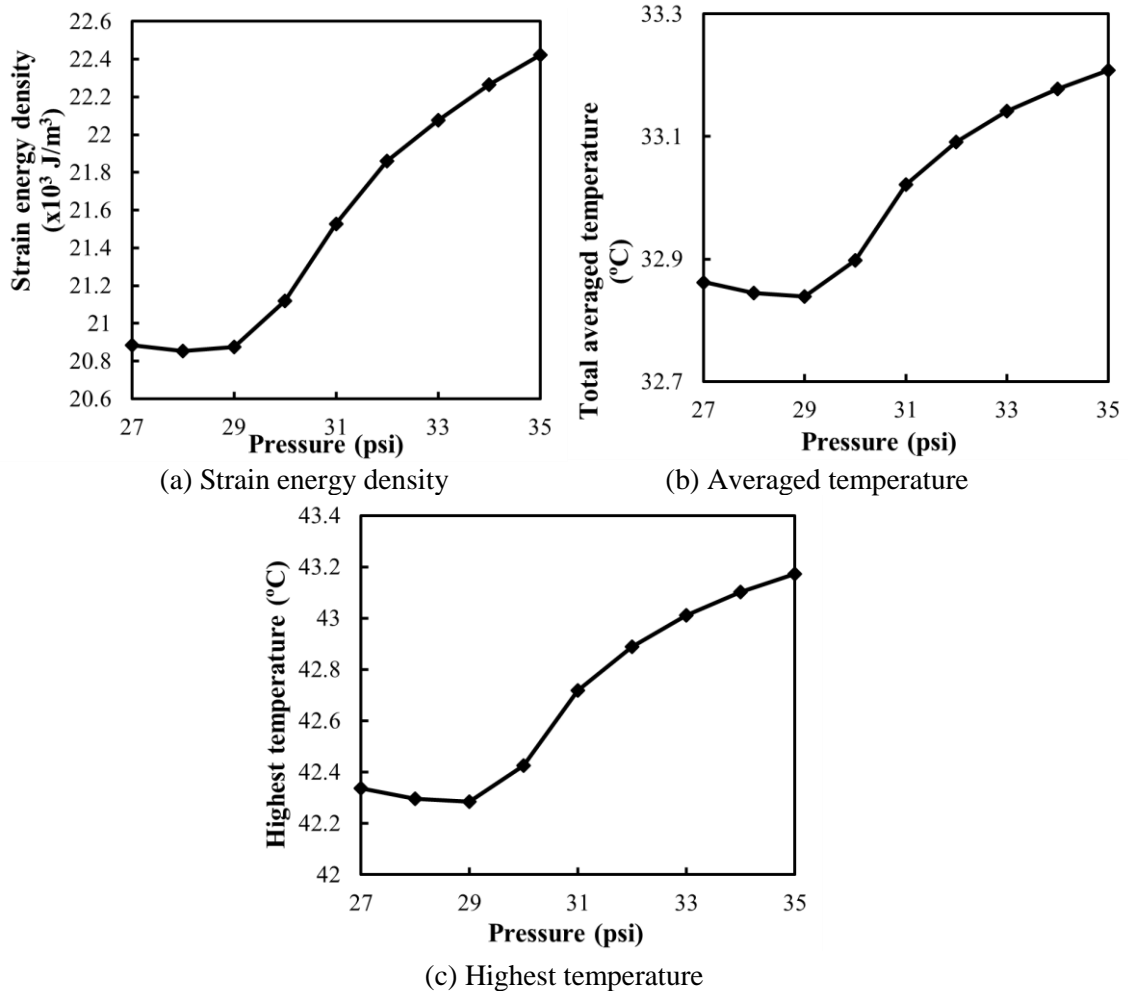 22.6
22.4
22.2
22
21.8
21.6
21.4
21.2
21
20.8
20.6
Strain energy density
(x10³ J/m³)
27 29 31 33 35
Pressure (psi)
(a) Strain energy density
33.3
33.1
32.9
32.7
Total averaged temperature
(ºC)
27 29 31 33 35
Pressure (psi)
(b) Averaged temperature
43.4
43.2
43
42.8
42.6
42.4
42.2
42
Highest temperature (ºC)
27 29 31 33 35
Pressure (psi)
(c) Highest temperature